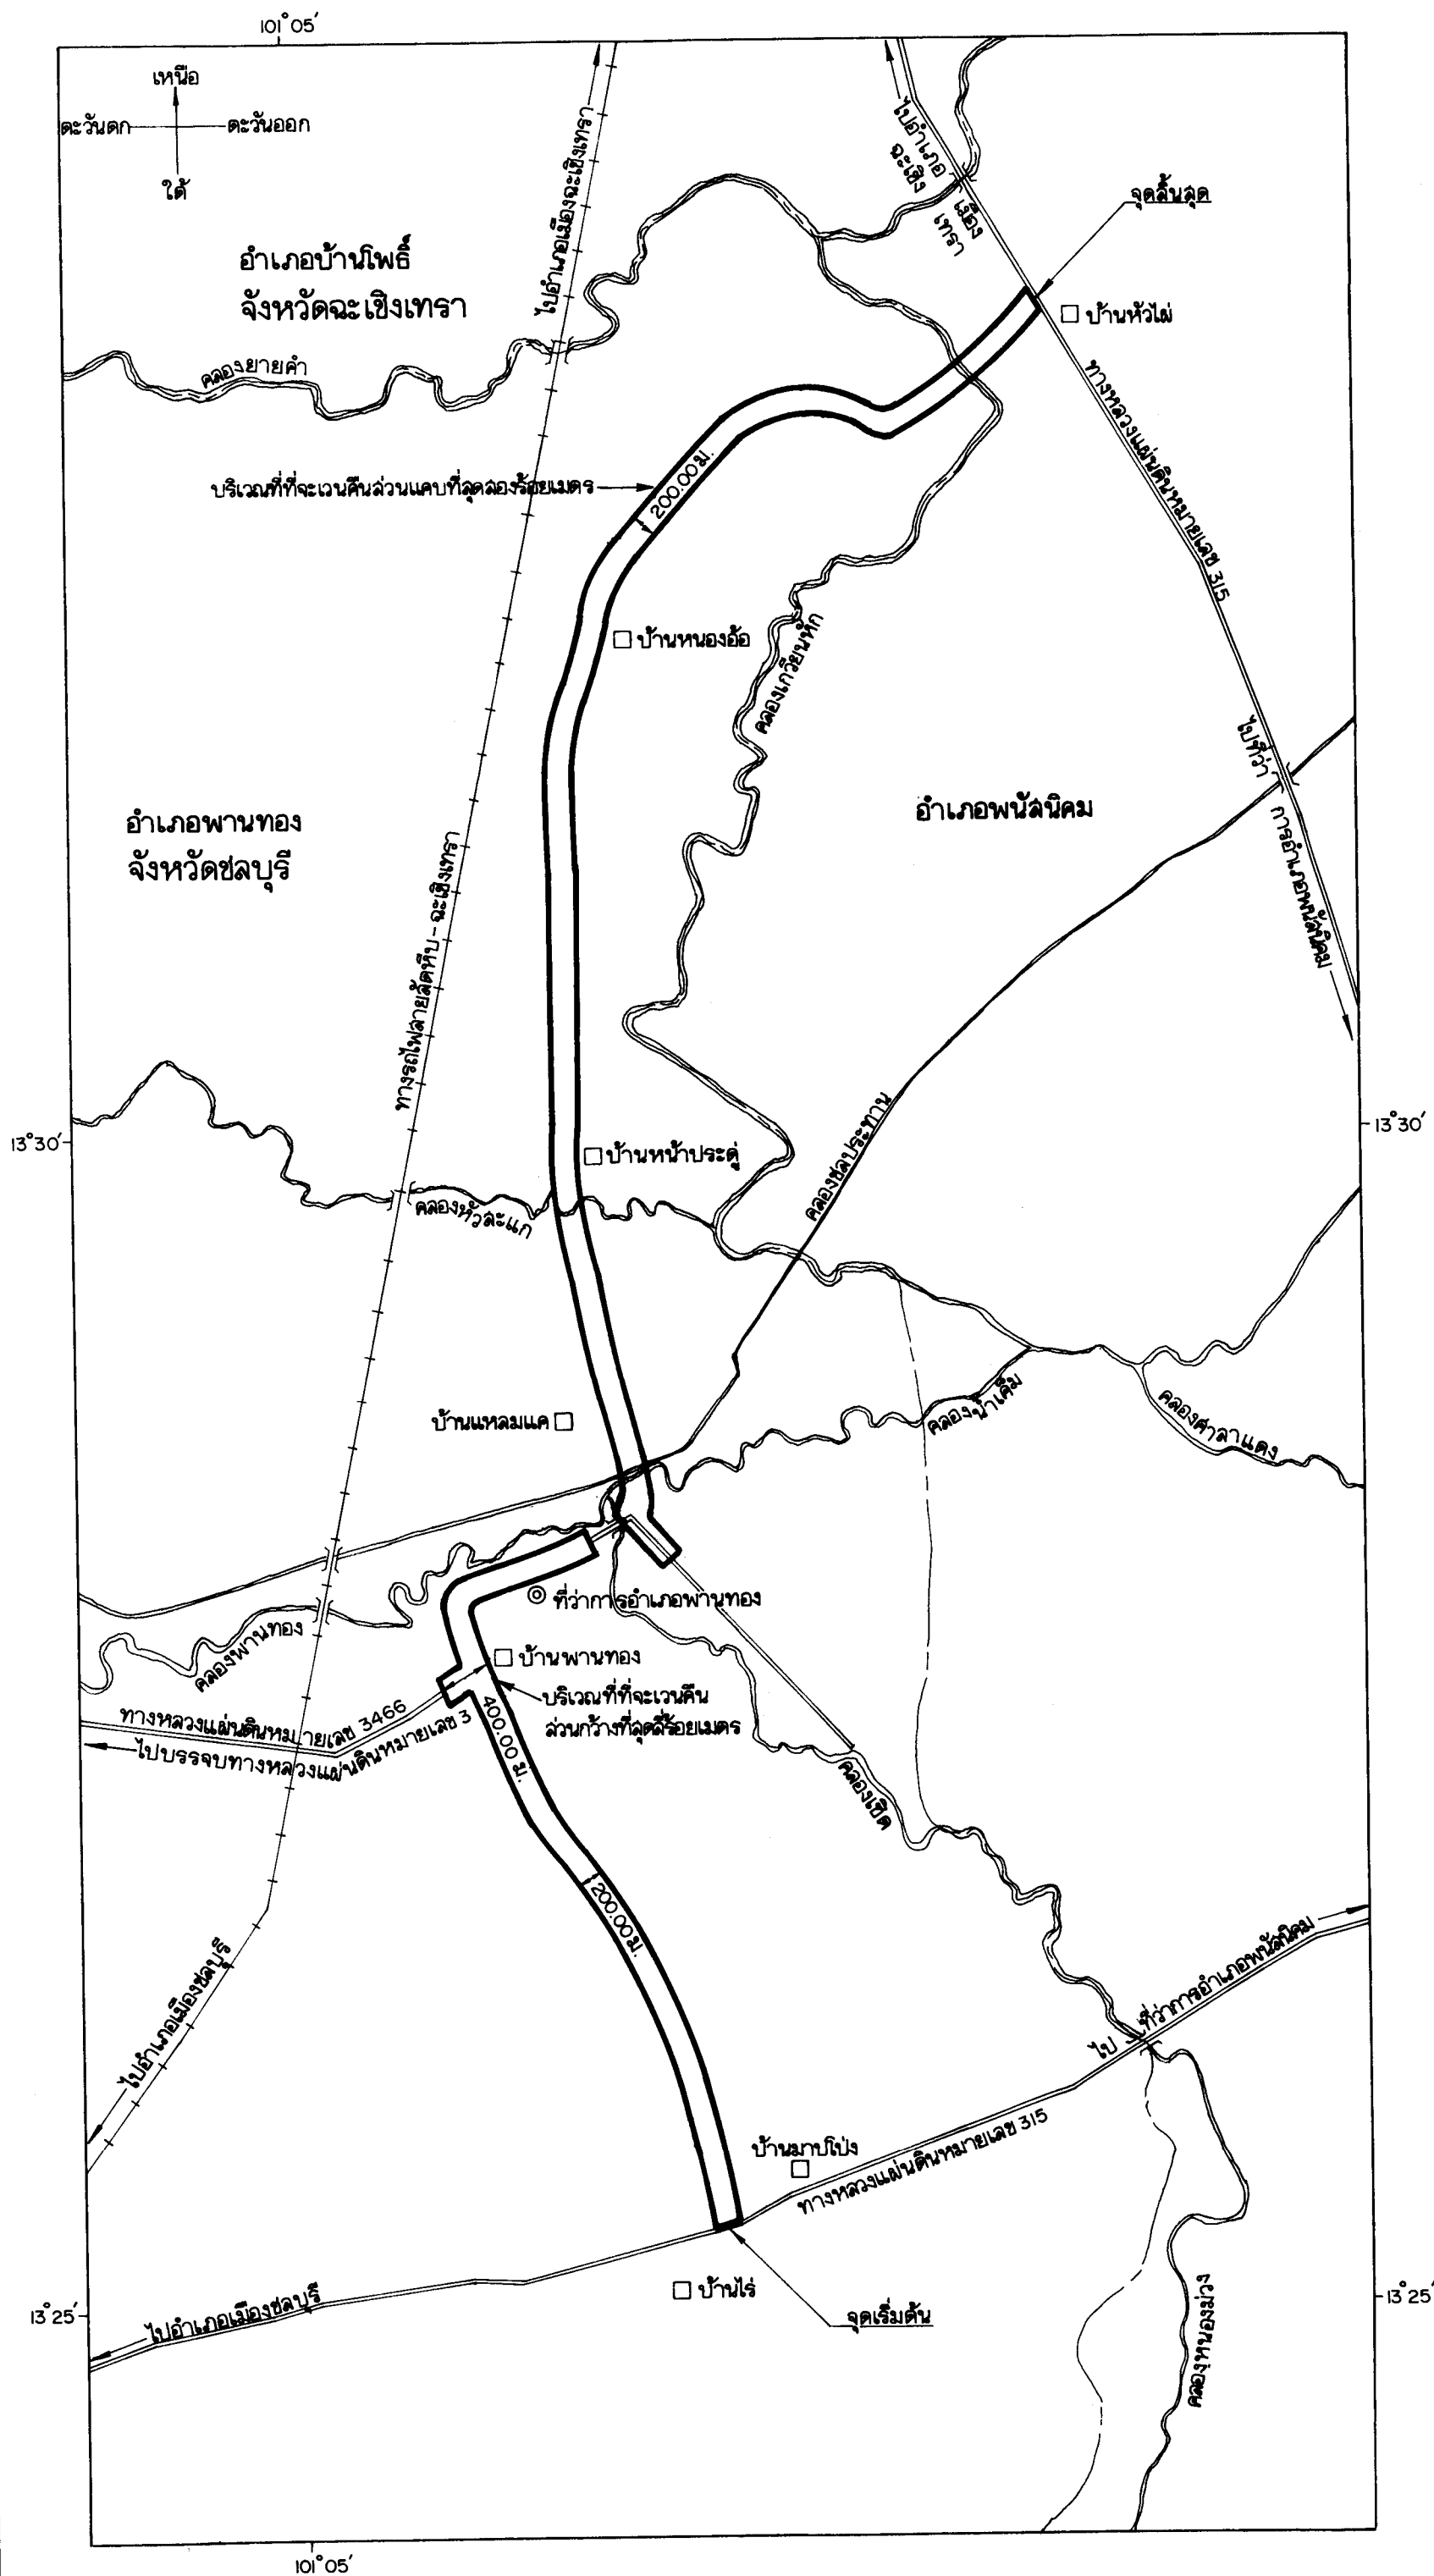 101°05′
เหนือ
ตะวันตก
ตะวันออก
ใต้
อำเภอบ้านโพธิ์
จังหวัดฉะเชิงเทรา
ไปอำเภอเมืองฉะเชิงเทรา
ไปอำเภอ
เมือง
ฉะเชิง
เทรา
จุดสิ้นสุด
บ้านหัวไผ่
คลองยายคำ
ทางหลวงแผ่นดินหมายเลข 315
บริเวณที่ที่จะเวนคืนส่วนแคบที่สุดสองร้อยเมตร
200.00 ม.
บ้านหนองอ้อ
คลองเกวียนหัก
ไปที่ว่า
การอำเภอพนัสนิคม
อำเภอพานทอง
จังหวัดชลบุรี
อำเภอพนัสนิคม
ทางรถไฟสายสัตหีบ - ฉะเชิงเทรา
13°30′
13°30′
บ้านหน้าประดู่
คลองหัวละแก
คลองชลประทาน
บ้านแหลมแค
คลองน้ำเค็ม
คลองศาลาแดง
ที่ว่าการอำเภอพานทอง
คลองพานทอง
บ้านพานทอง
บริเวณที่ที่จะเวนคืน
ส่วนกว้างที่สุดสี่ร้อยเมตร
400.00 ม.
ทางหลวงแผ่นดินหมายเลข 3466
ไปบรรจบทางหลวงแผ่นดินหมายเลข 3
คลองเชิด
200.00 ม.
ไปอำเภอเมืองชลบุรี
ไป ที่ว่าการอำเภอพนัสนิคม
บ้านมาบโป่ง
ทางหลวงแผ่นดินหมายเลข 315
บ้านไร่
จุดเริ่มต้น
13°25′
13°25′
ไปอำเภอเมืองชลบุรี
คลองหนองม่วง
101°05′